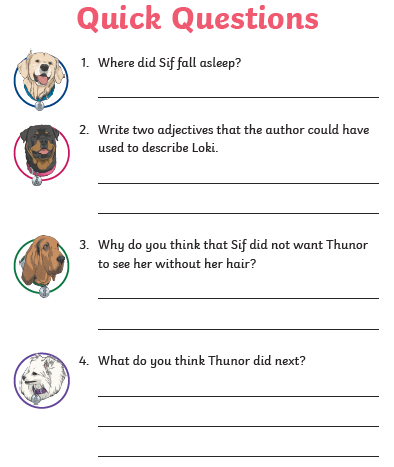 Quick Questions
1. Where did Sif fall asleep?
2. Write two adjectives that the author could have
used to describe Loki.
3. Why do you think that Sif did not want Thunor
to see her without her hair?
4. What do you think Thunor did next?